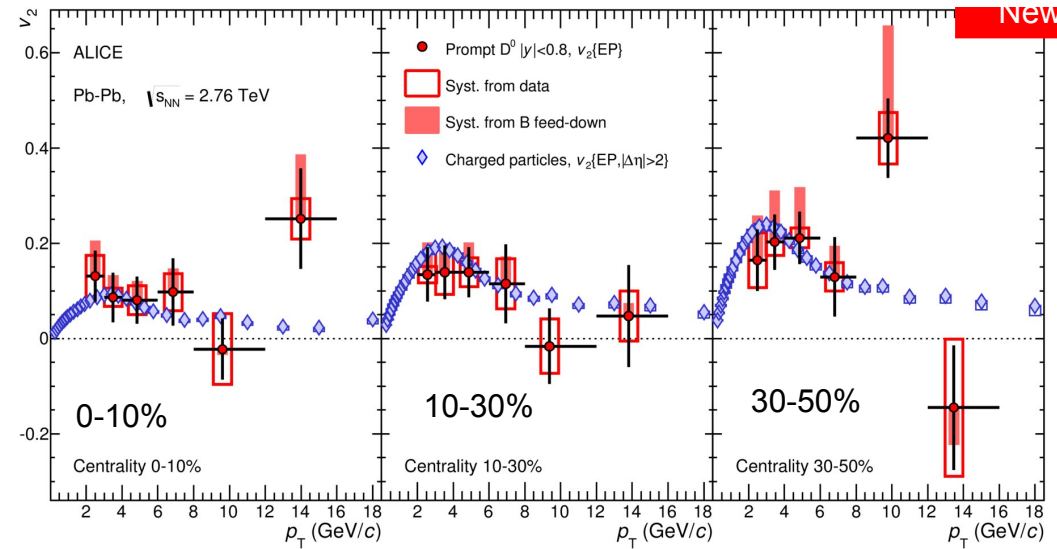 New
v2
0.6
0.4
0.2
0
-0.2
ALICE
Pb-Pb, √sNN = 2.76 TeV
0-10%
Centrality 0-10%
2 4 6 8 10 12 14 16 18
pT (GeV/c)
Prompt D0 |y|<0.8, v2{EP}
Syst. from data
Syst. from B feed-down
Charged particles, v2{EP,|Δη|>2}
10-30%
Centrality 10-30%
2 4 6 8 10 12 14 16 18
pT (GeV/c)
30-50%
Centrality 30-50%
2 4 6 8 10 12 14 16 18
pT (GeV/c)